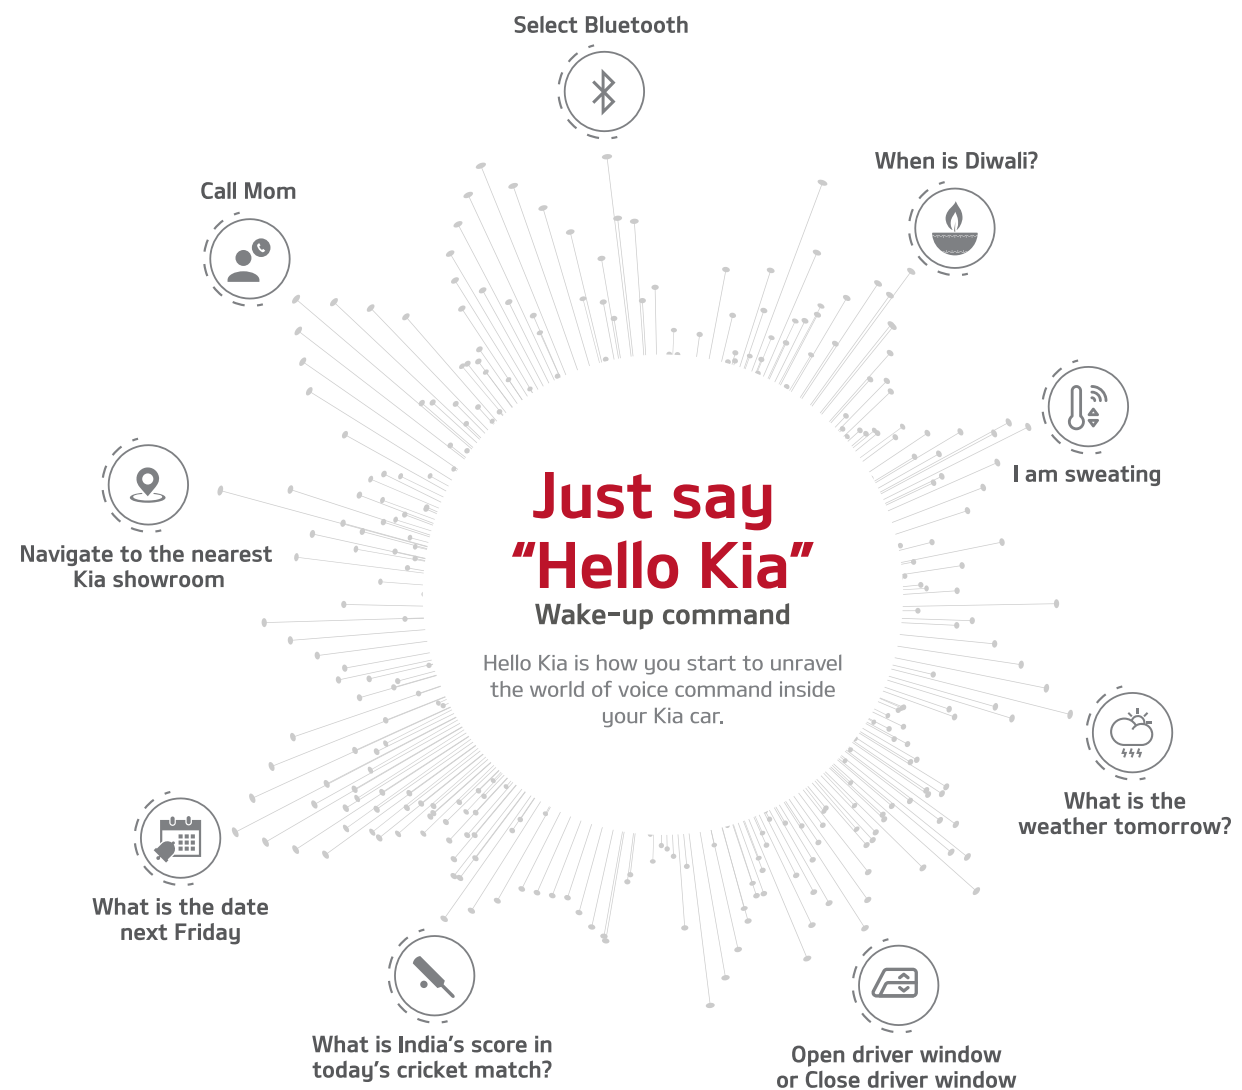 Select Bluetooth
When is Diwali?
Call Mom
I am sweating
Just say
“Hello Kia”
Wake-up command
Hello Kia is how you start to unravel
the world of voice command inside
your Kia car.
Navigate to the nearest
Kia showroom
What is the
weather tomorrow?
What is the date
next Friday
What is India's score in
today's cricket match?
Open driver window
or Close driver window